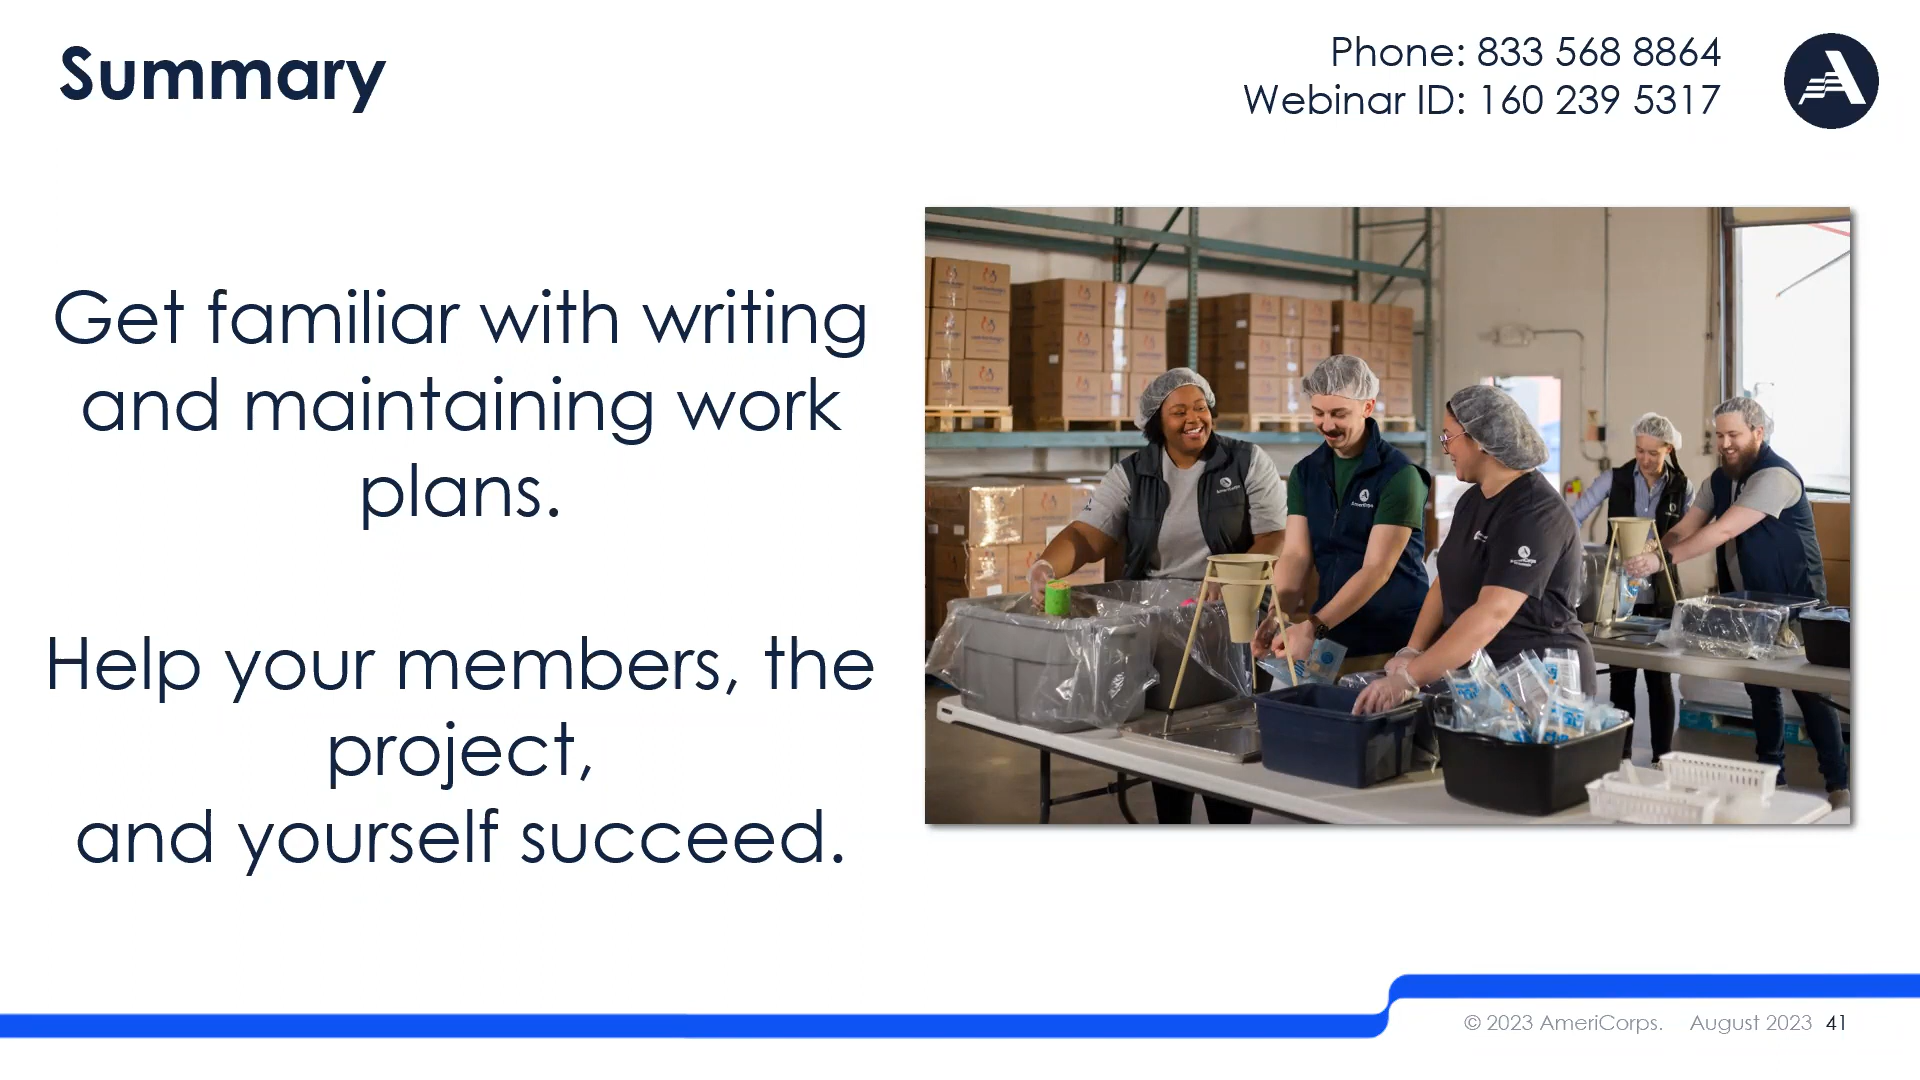 Summary
Phone: 833 568 8864
Webinar ID: 160 239 5317
Get familiar with writing
and maintaining work
plans.
Help your members, the
project,
and yourself succeed.
© 2023 AmeriCorps. August 2023 41